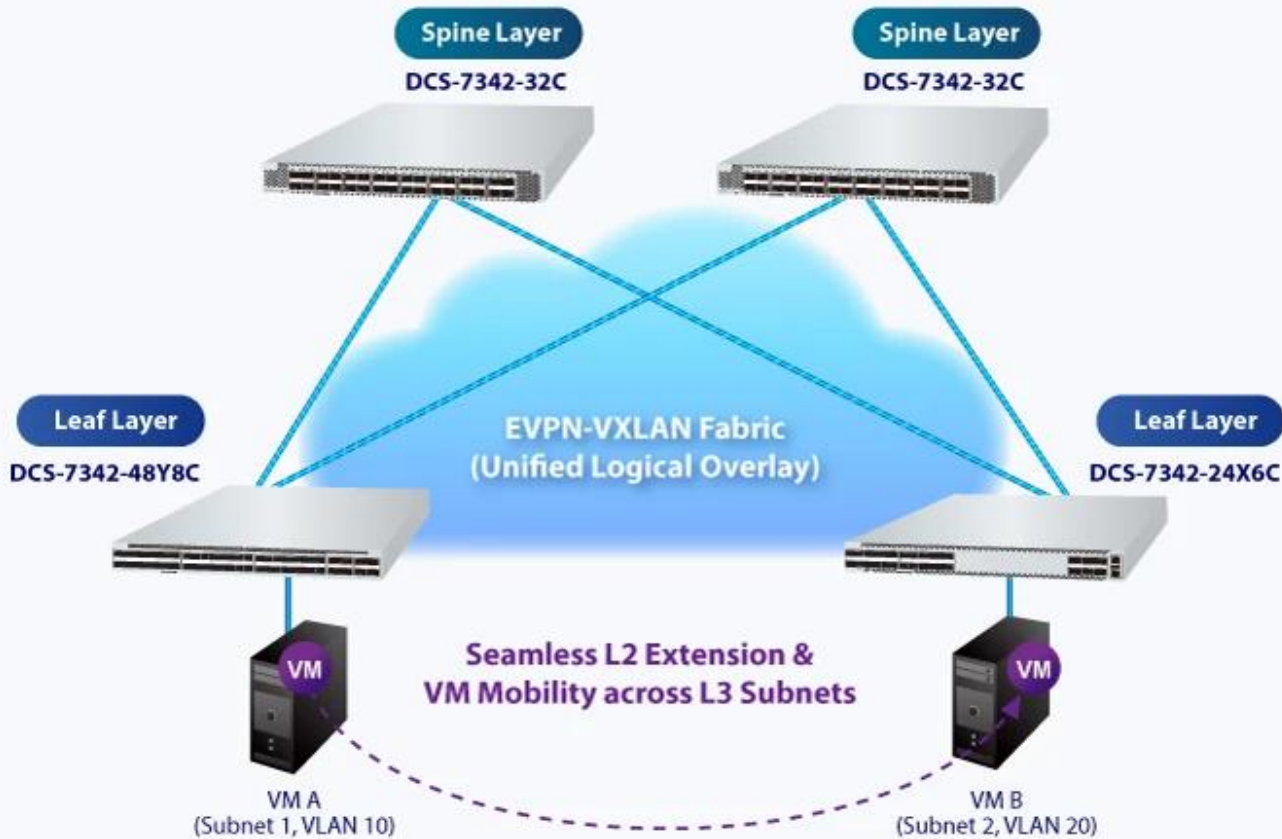 Spine Layer
DCS-7342-32C
Spine Layer
DCS-7342-32C
Leaf Layer
DCS-7342-48Y8C
EVPN-VXLAN Fabric
(Unified Logical Overlay)
Leaf Layer
DCS-7342-24X6C
VM
Seamless L2 Extension &
VM Mobility across L3 Subnets
VM
VM A
(Subnet 1, VLAN 10)
VM B
(Subnet 2, VLAN 20)